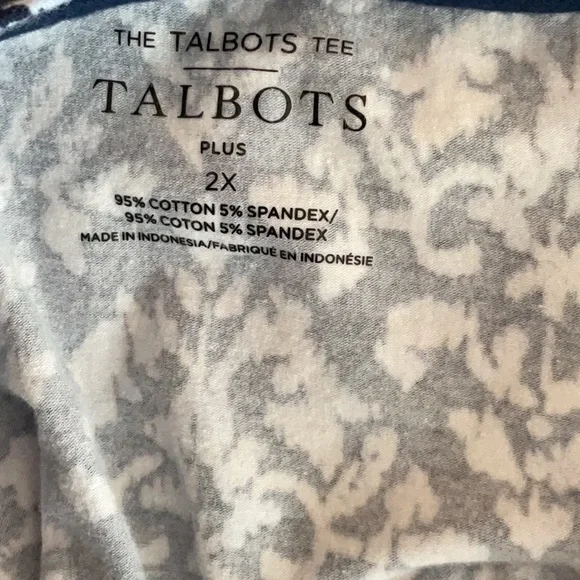 THE TALBOTS TEE
TALBOTS
PLUS
2X
95% COTTON 5% SPANDEX/
95% COTON 5% SPANDEX
MADE IN INDONESIA/FABRIQUÉ EN INDONÉSIE